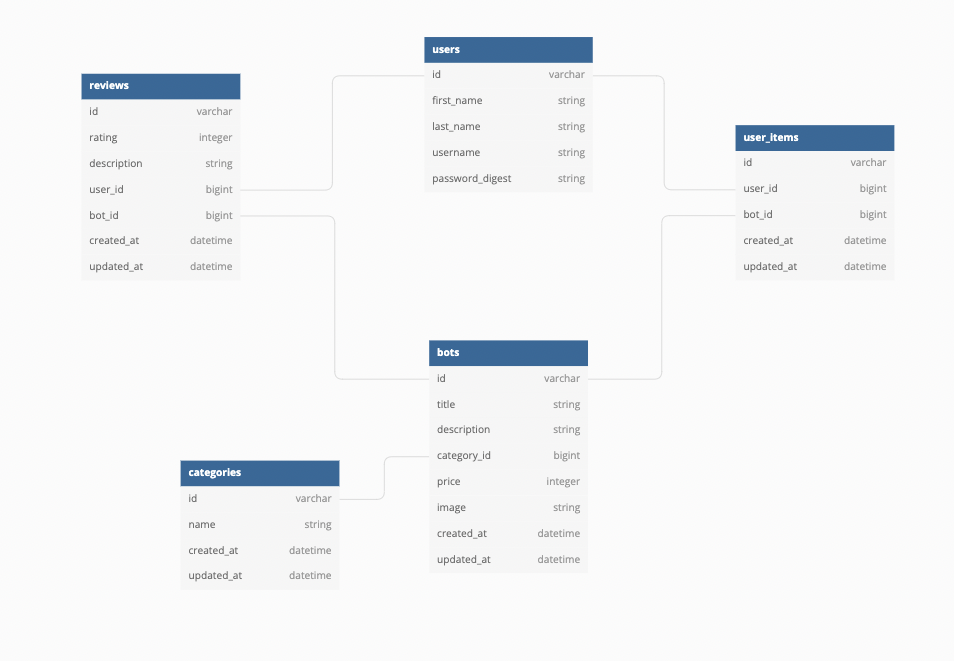 users
id varchar
first_name string
last_name string
username string
password_digest string
reviews
id varchar
rating integer
description string
user_id bigint
bot_id bigint
created_at datetime
updated_at datetime
user_items
id varchar
user_id bigint
bot_id bigint
created_at datetime
updated_at datetime
bots
id varchar
title string
description string
category_id bigint
price integer
image string
created_at datetime
updated_at datetime
categories
id varchar
name string
created_at datetime
updated_at datetime